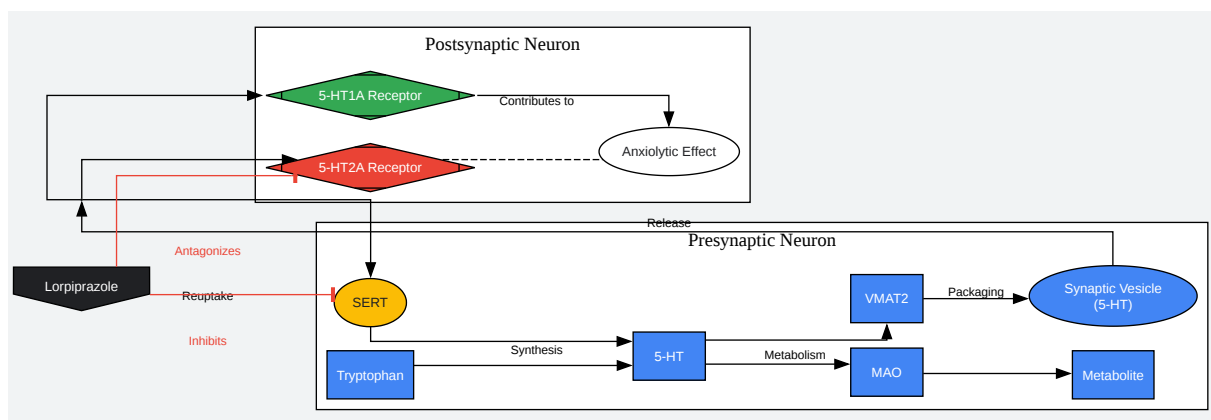 Postsynaptic Neuron
5-HT1A Receptor
Contributes to
Anxiolytic Effect
5-HT2A Receptor
Release
Presynaptic Neuron
Antagonizes
Lorpiprazole
Reuptake
Inhibits
SERT
VMAT2
Packaging
Synaptic Vesicle
(5-HT)
Synthesis
5-HT
Metabolism
Tryptophan
MAO
Metabolite